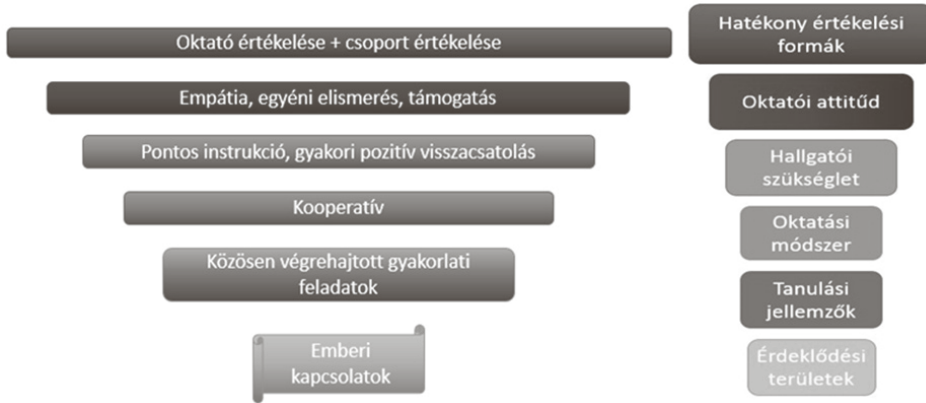 Oktató értékelése + csoport értékelése
Hatékony értékelési
formák
Empátia, egyéni elismerés, támogatás
Oktatói attitűd
Pontos instrukció, gyakori pozitív visszacsatolás
Hallgatói
szükséglet
Kooperatív
Oktatási
módszer
Közösen végrehajtott gyakorlati
feladatok
Tanulási
jellemzők
Emberi
kapcsolatok
Érdeklődési
területek